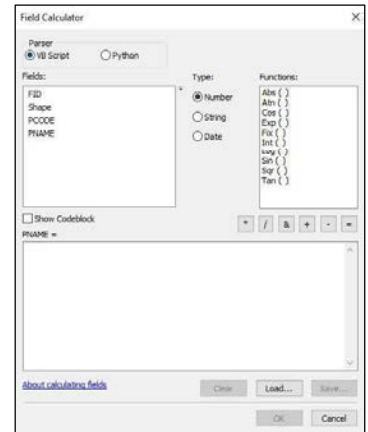 Field Calculator
Parser
VB Script
Python
Fields:
FID
Shape
PCODE
PNAME
Type:
Number
String
Date
Functions:
Abs ( )
Atn ( )
Cos ( )
Exp ( )
Fix ( )
Int ( )
Log ( )
Sin ( )
Sqr ( )
Tan ( )
Show Codeblock
* / & + - =
PNAME =
About calculating fields
Clear
Load...
Save...
OK
Cancel